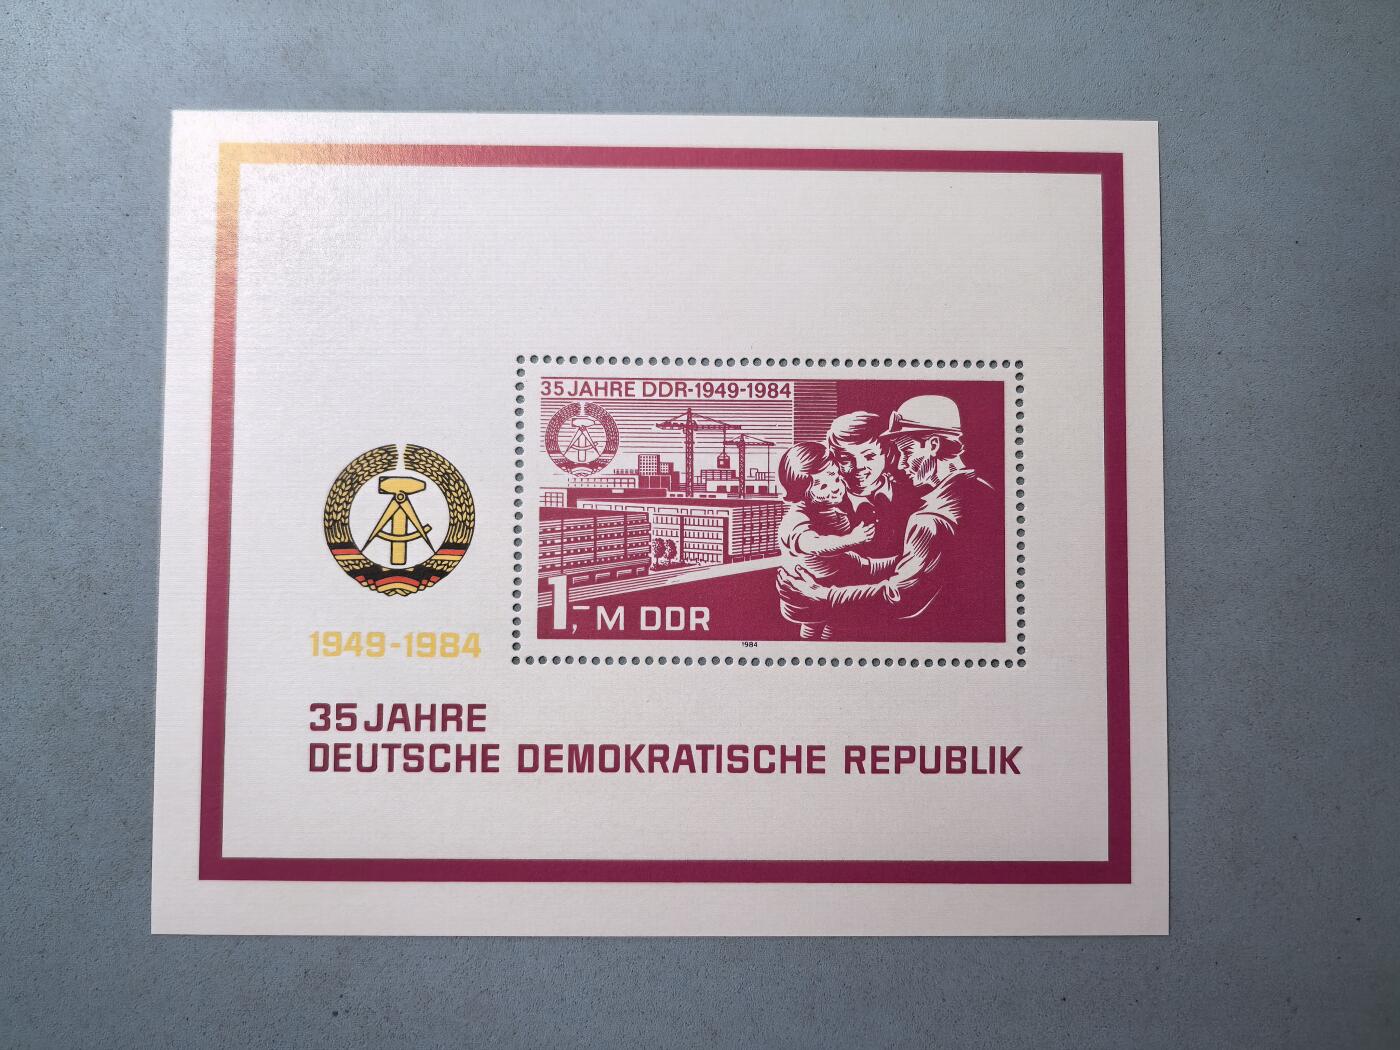 35 JAHRE DDR-1949-1984
1,- M DDR
1984
1949-1984
35 JAHRE
DEUTSCHE DEMOKRATISCHE REPUBLIK